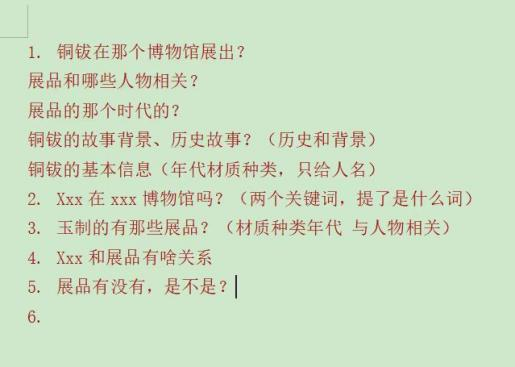 1. 铜钹在那个博物馆展出？
展品和哪些人物相关？
展品的那个时代的？
铜钹的故事背景、历史故事？（历史和背景）
铜钹的基本信息（年代材质种类，只给人名）
2. Xxx 在 xxx 博物馆吗？（两个关键词，提了是什么词）
3. 玉制的有那些展品？（材质种类年代 与人物相关）
4. Xxx 和展品有啥关系
5. 展品有没有，是不是？
6.